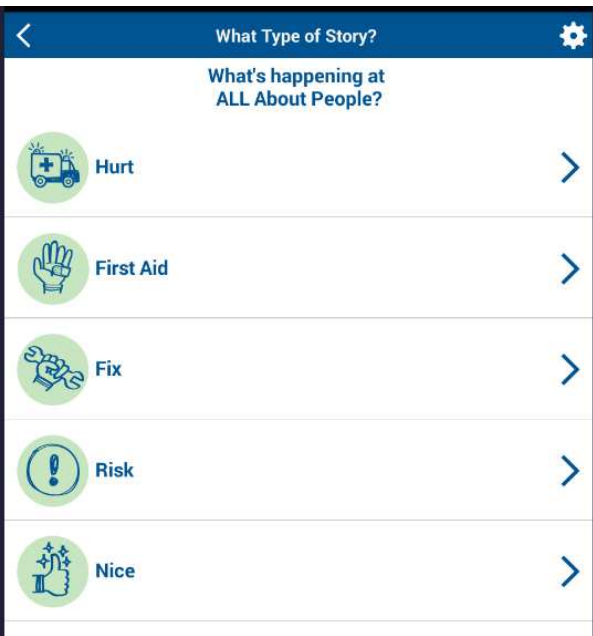 What Type of Story?
What's happening at
ALL About People?
Hurt
First Aid
Fix
Risk
Nice